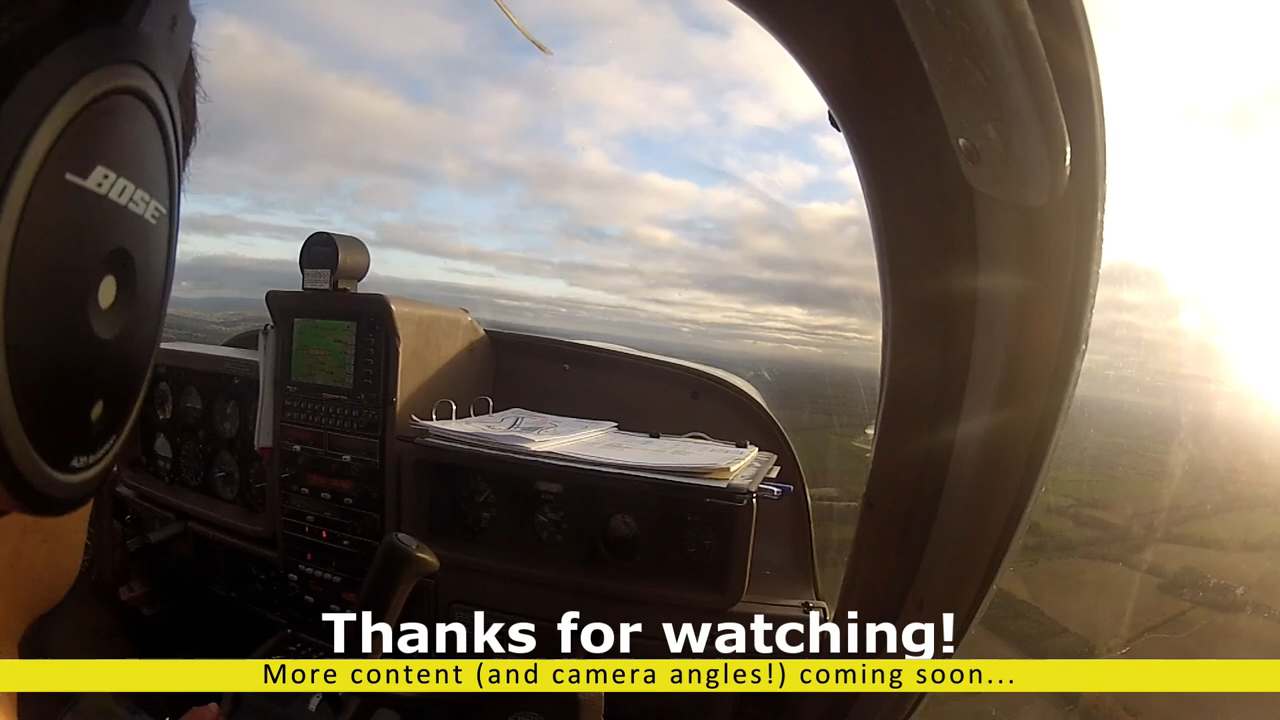 BOSE
Thanks for watching!
More content (and camera angles!) coming soon...